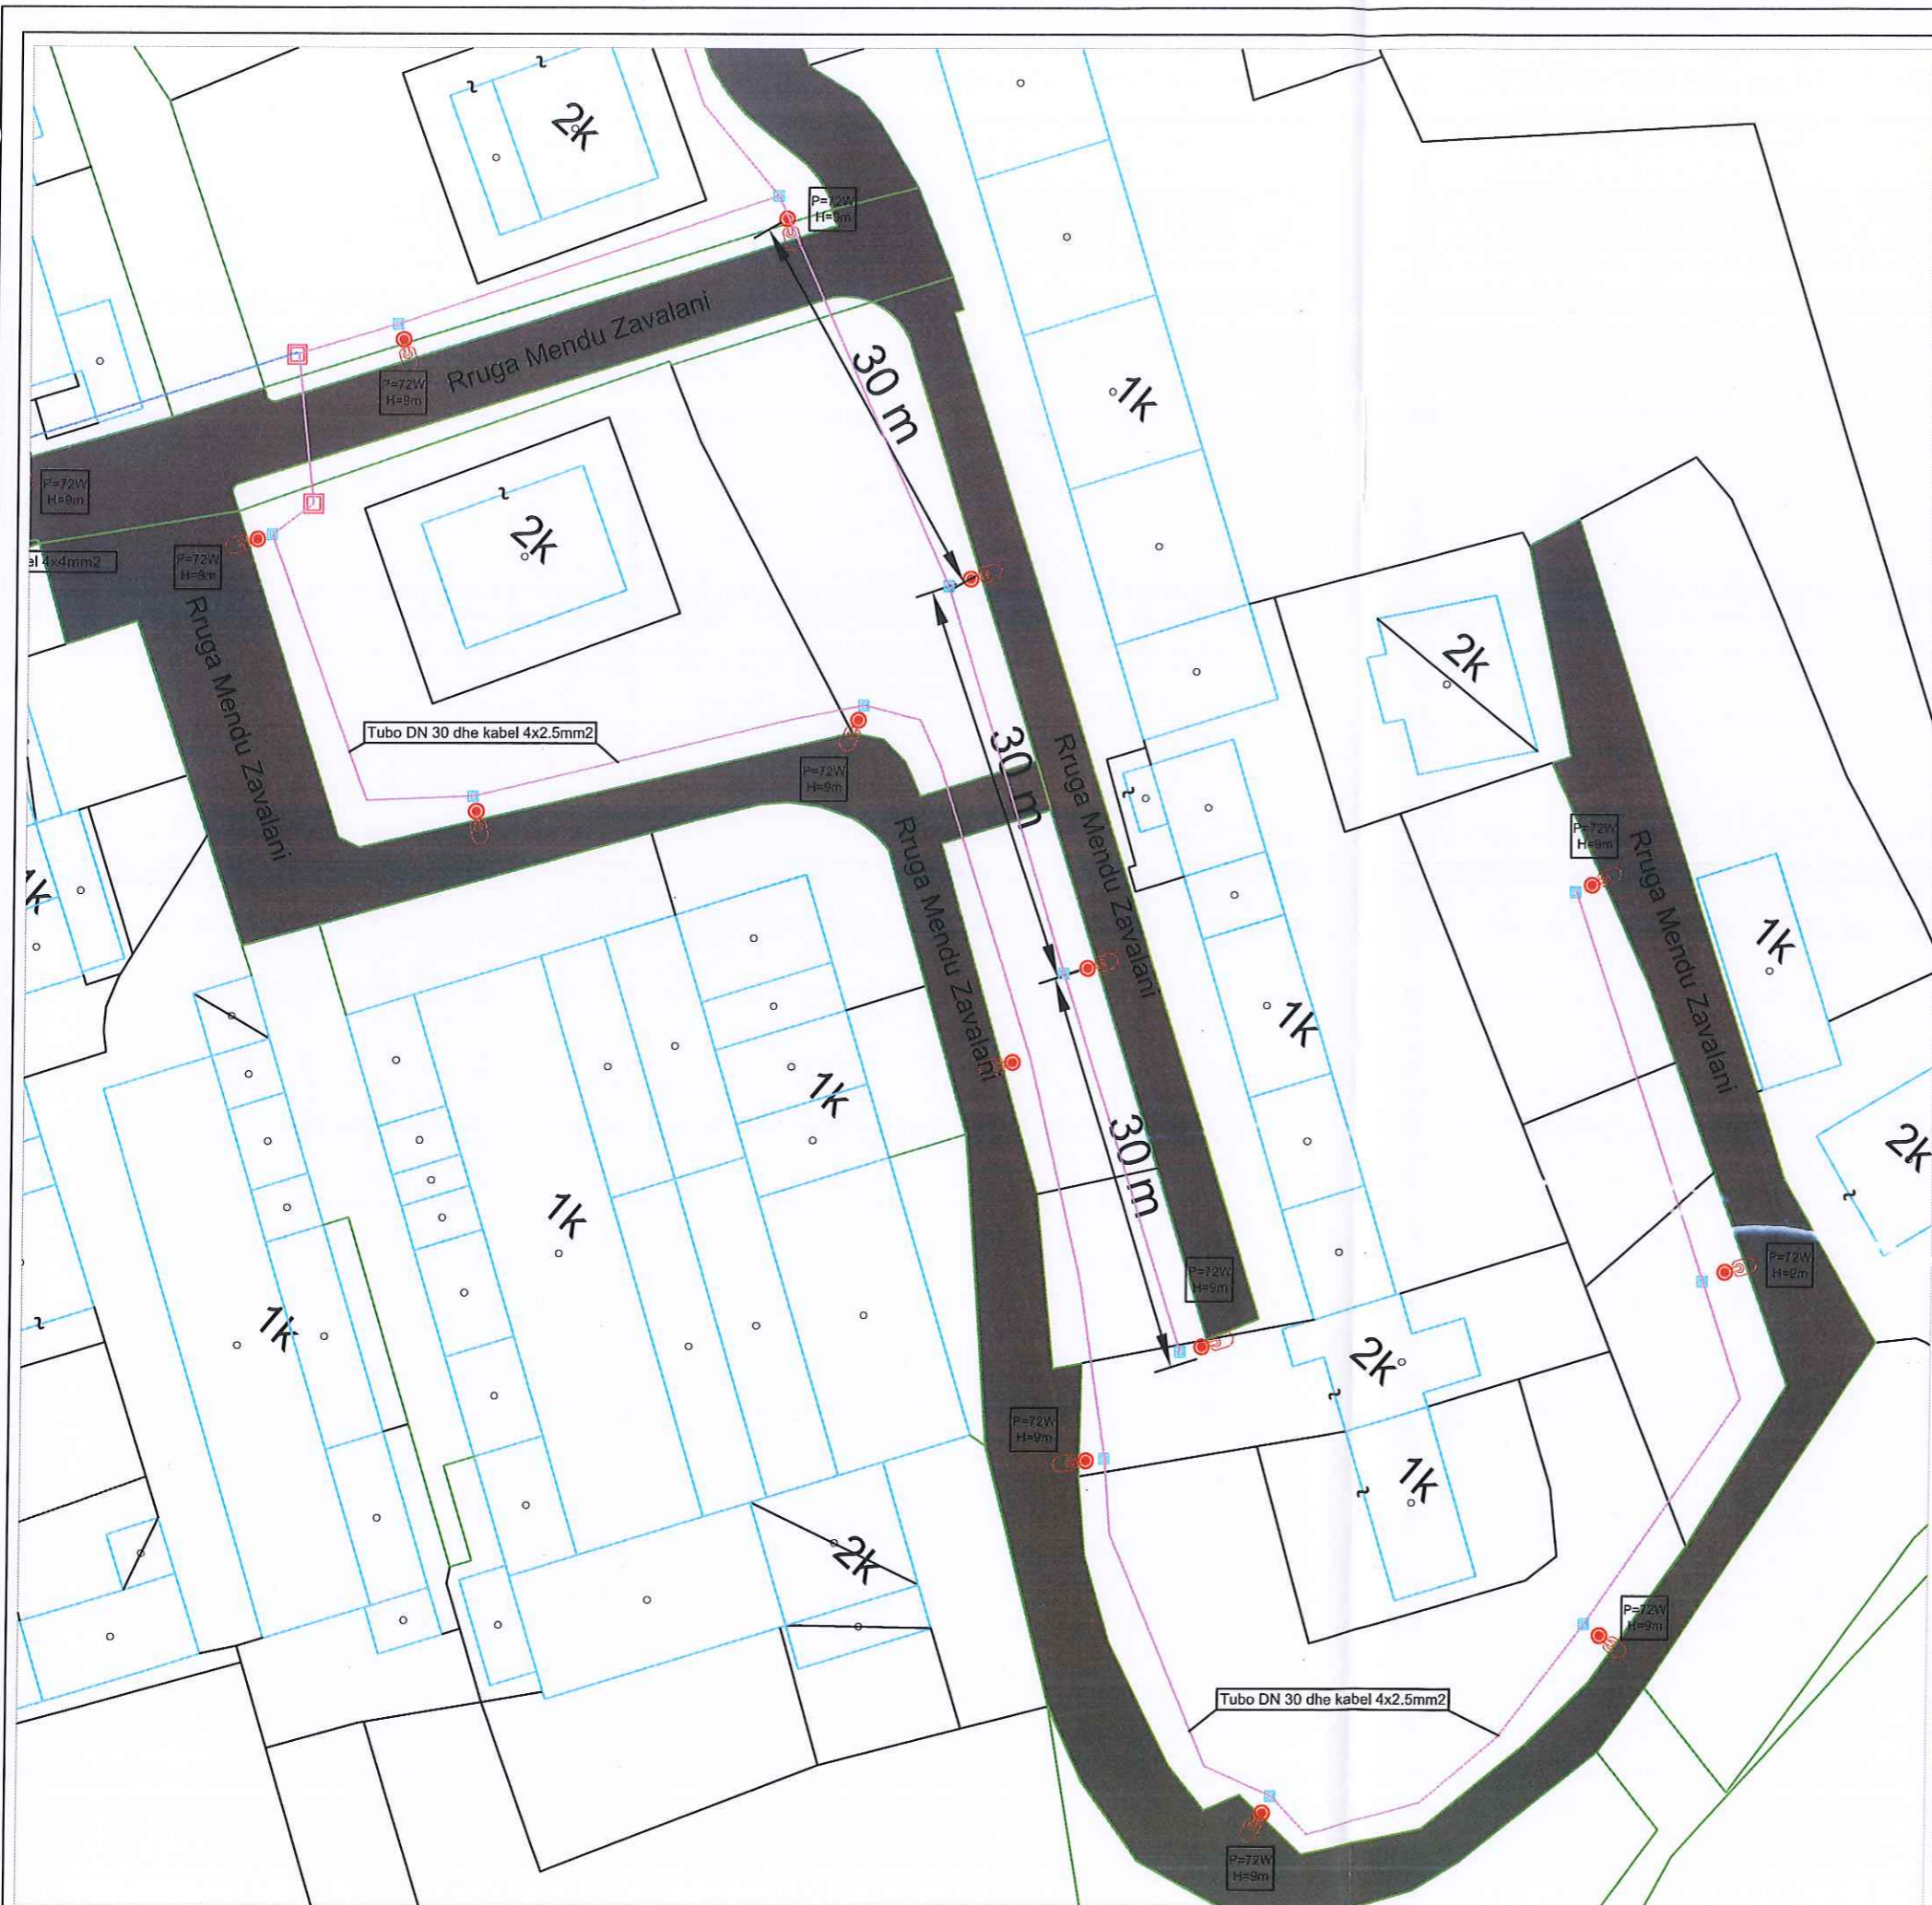 2k
P=72W
H=9m
Rruga Mendu Zavalani
30 m
P=72W
H=9m
1k
P=72W
H=9m
2k
el 4x4mm2
P=72W
H=9m
Rruga Mendu Zavalani
2k
Tubo DN 30 dhe kabel 4x2.5mm2
30 m
Rruga Mendu Zavalani
P=72W
H=9m
P=72W
H=9m
Rruga Mendu Zavalani
Rruga Mendu Zavalani
1k
1k
1k
1k
30 m
2k
1k
1k
P=72W
H=9m
P=72W
H=9m
2k
P=72W
H=9m
1k
2k
P=72W
H=9m
Tubo DN 30 dhe kabel 4x2.5mm2
P=72W
H=9m